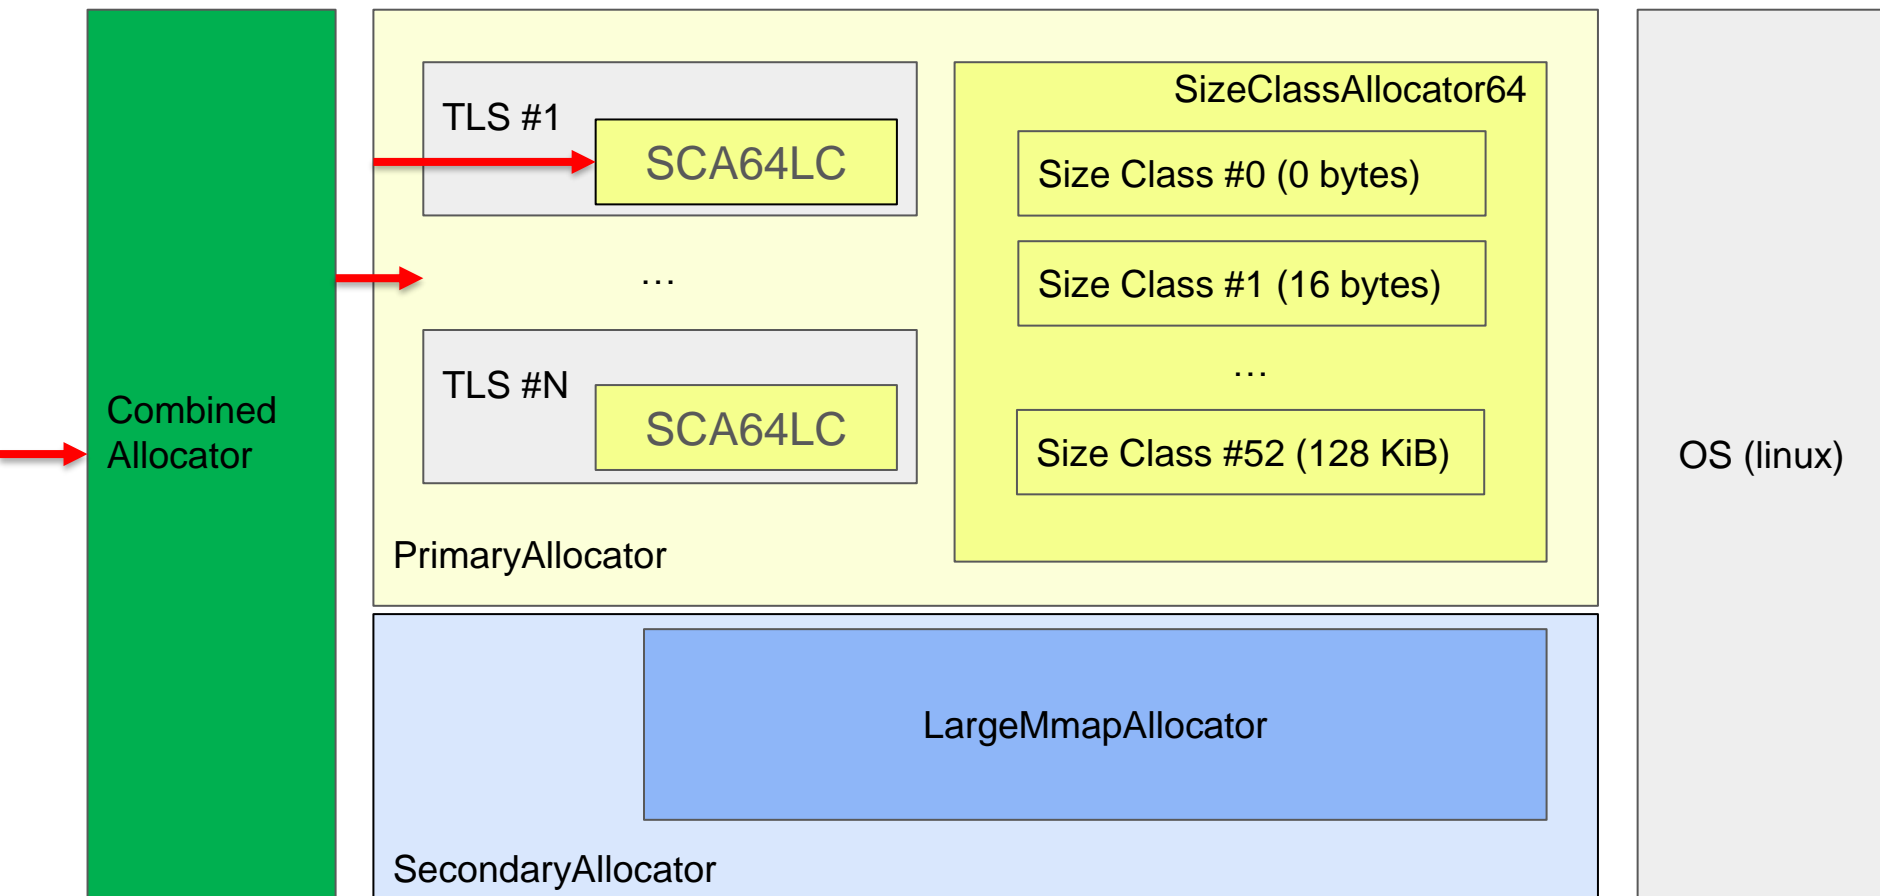 Combined
Allocator
TLS #1
SCA64LC
…
TLS #N
SCA64LC
PrimaryAllocator
SizeClassAllocator64
Size Class #0 (0 bytes)
Size Class #1 (16 bytes)
…
Size Class #52 (128 KiB)
LargeMmapAllocator
SecondaryAllocator
OS (linux)